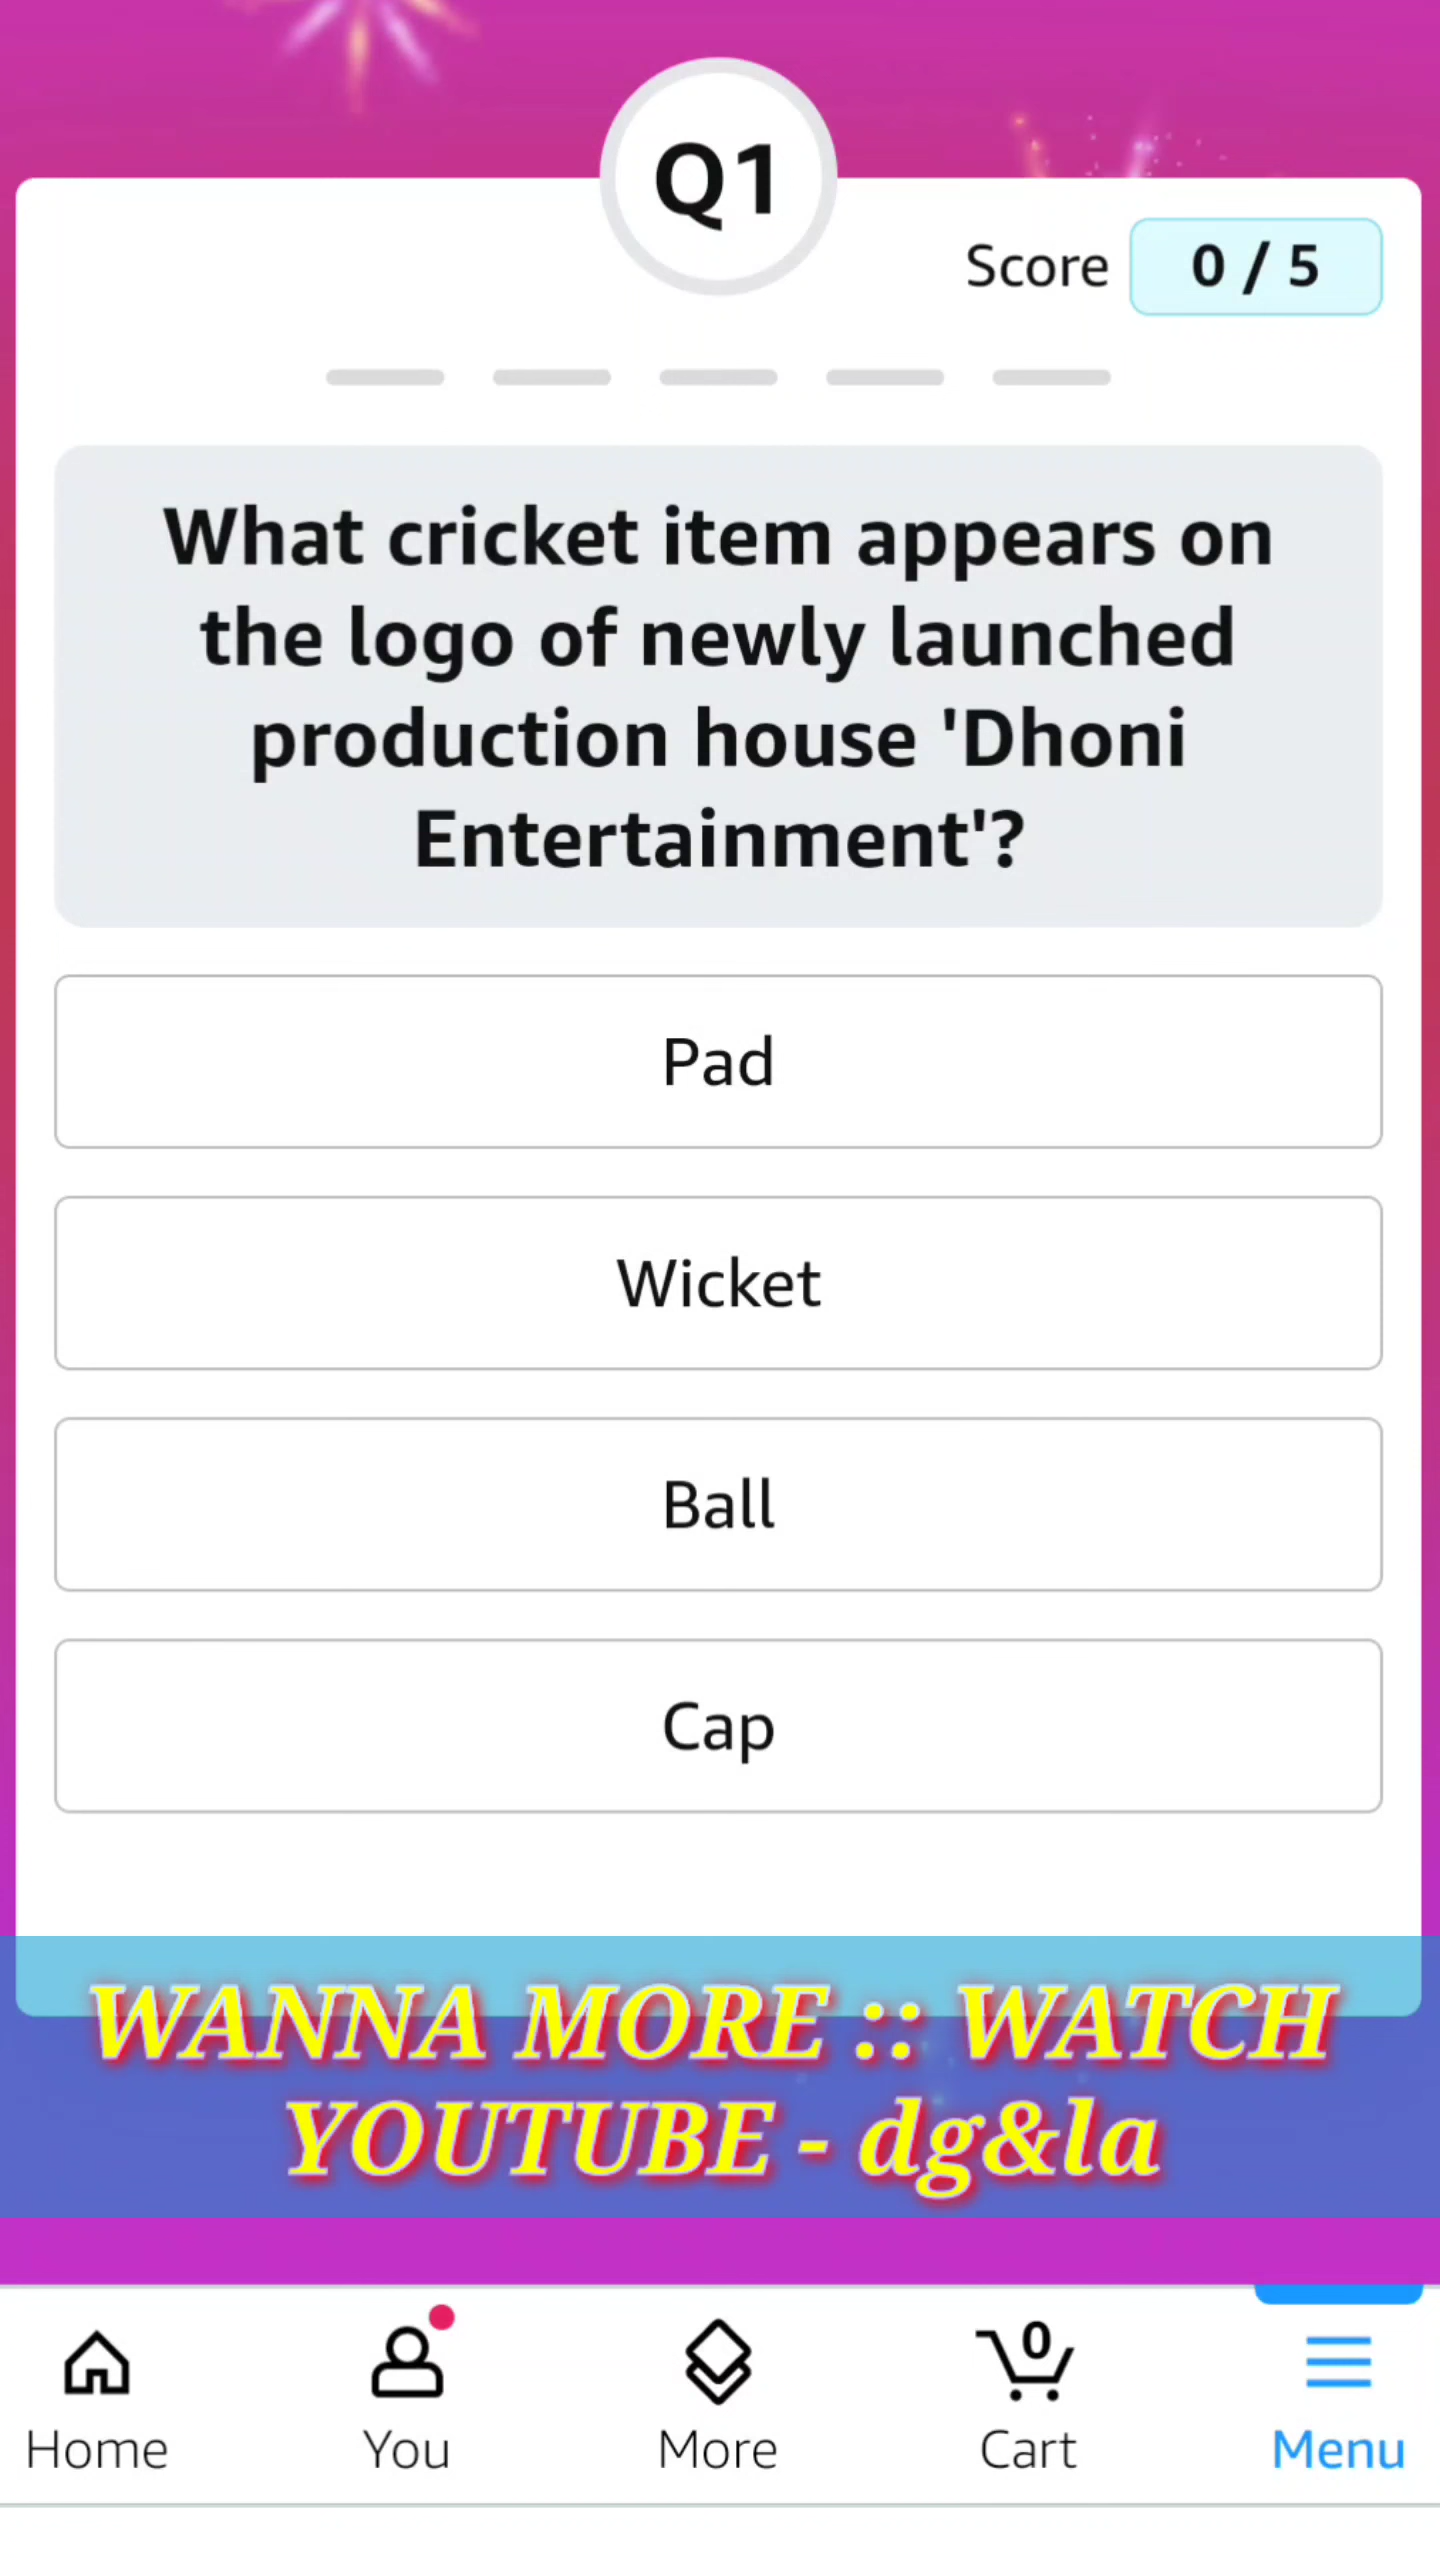 Q1
Score 0 / 5
What cricket item appears on
the logo of newly launched
production house 'Dhoni
Entertainment'?
Pad
Wicket
Ball
Cap
WANNA MORE :: WATCH
YOUTUBE - dg&la
0
Home You More Cart Menu